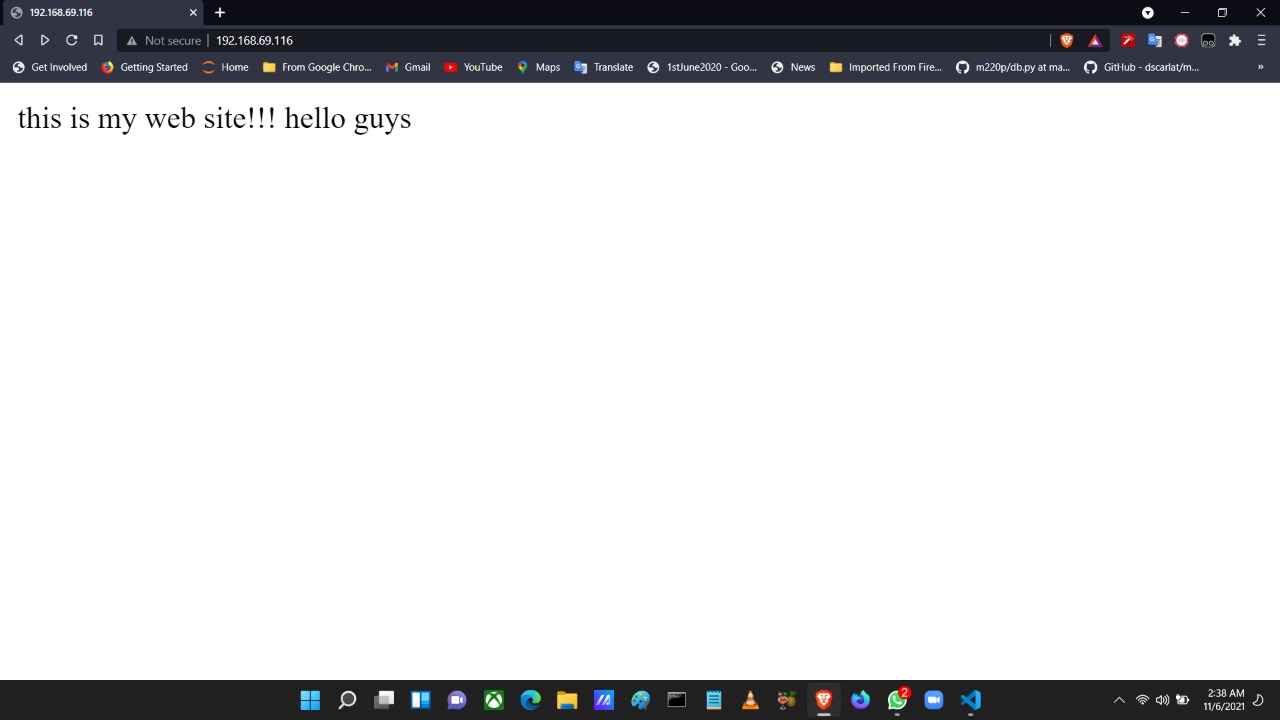 192.168.69.116
Not secure | 192.168.69.116
Get Involved Getting Started Home From Google Chro... Gmail YouTube Maps Translate 1stJune2020 - Goo... News Imported From Fire... m220p/db.py at ma... GitHub - dscarlat/m... »
this is my web site!!! hello guys
2
2:38 AM
11/6/2021